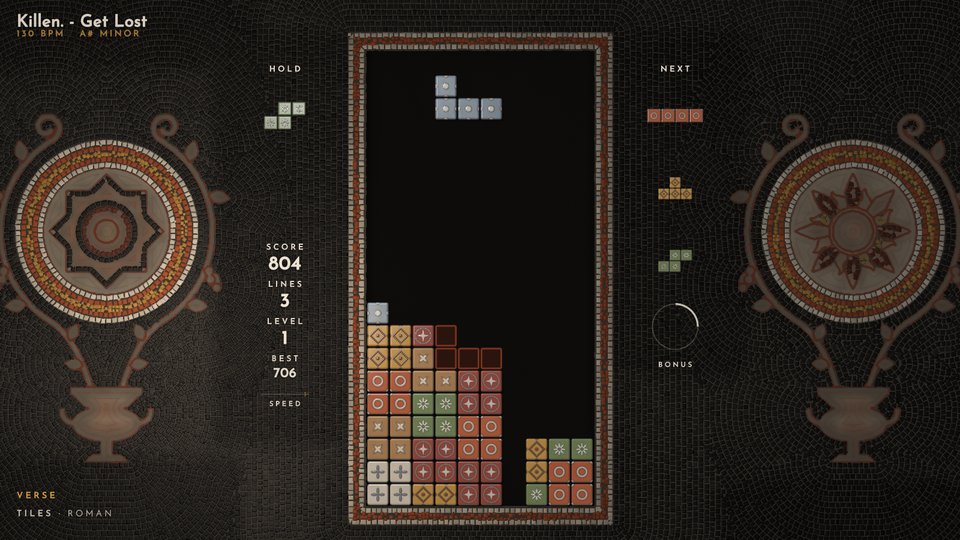 Killen. - Get Lost
130 BPM A# MINOR
HOLD
NEXT
SCORE
804
LINES
3
LEVEL
1
BEST
706
SPEED
BONUS
VERSE
TILES · ROMAN